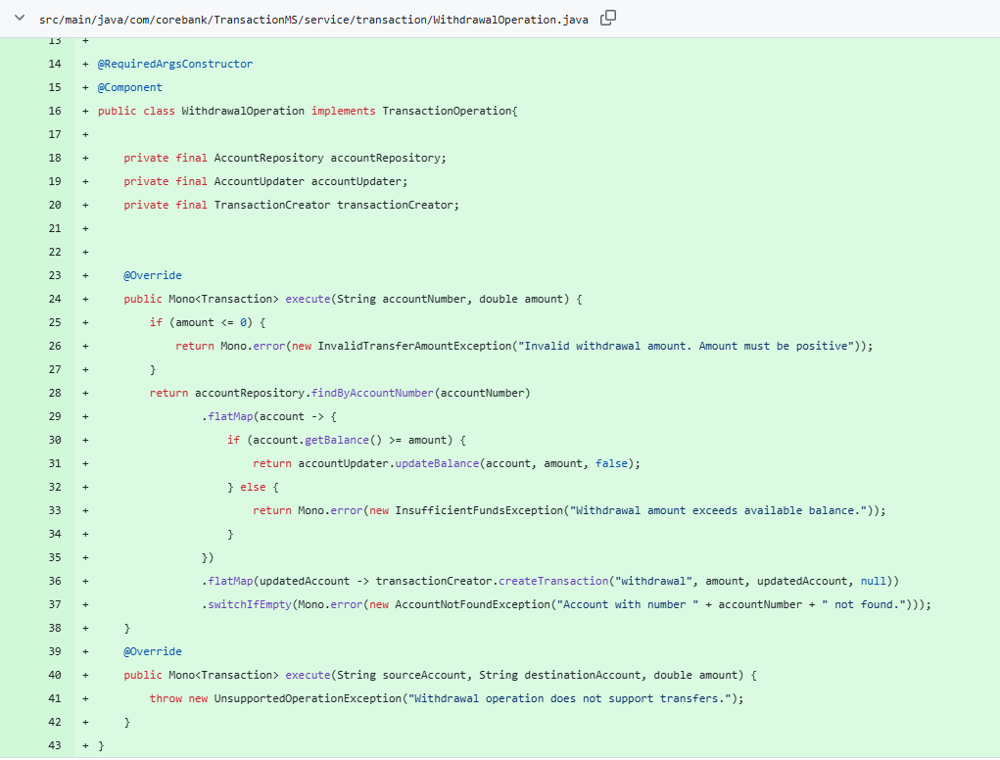 src/main/java/com/corebank/TransactionMS/service/transaction/WithdrawalOperation.java
13 +
14 + @RequiredArgsConstructor
15 + @Component
16 + public class WithdrawalOperation implements TransactionOperation{
17 +
18 +     private final AccountRepository accountRepository;
19 +     private final AccountUpdater accountUpdater;
20 +     private final TransactionCreator transactionCreator;
21 +
22 +
23 +     @Override
24 +     public Mono<Transaction> execute(String accountNumber, double amount) {
25 +         if (amount <= 0) {
26 +             return Mono.error(new InvalidTransferAmountException("Invalid withdrawal amount. Amount must be positive"));
27 +         }
28 +         return accountRepository.findByAccountNumber(accountNumber)
29 +                 .flatMap(account -> {
30 +                     if (account.getBalance() >= amount) {
31 +                         return accountUpdater.updateBalance(account, amount, false);
32 +                     } else {
33 +                         return Mono.error(new InsufficientFundsException("Withdrawal amount exceeds available balance."));
34 +                     }
35 +                 })
36 +                 .flatMap(updatedAccount -> transactionCreator.createTransaction("withdrawal", amount, updatedAccount, null))
37 +                 .switchIfEmpty(Mono.error(new AccountNotFoundException("Account with number " + accountNumber + " not found.")));
38 +     }
39 +     @Override
40 +     public Mono<Transaction> execute(String sourceAccount, String destinationAccount, double amount) {
41 +         throw new UnsupportedOperationException("Withdrawal operation does not support transfers.");
42 +     }
43 + }